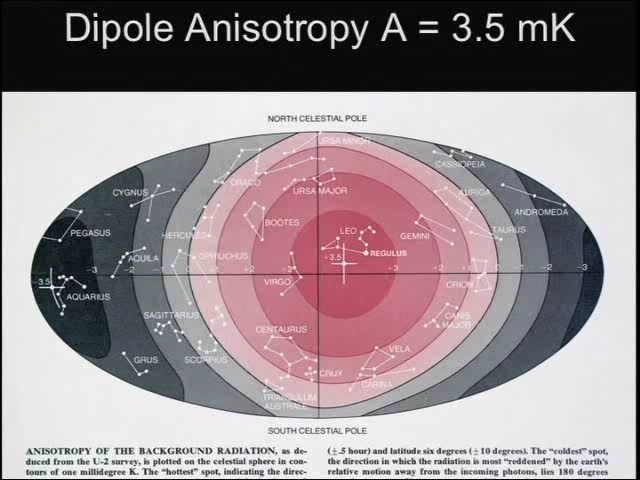 Dipole Anisotropy A = 3.5 mK
NORTH CELESTIAL POLE
URSA MINOR
CASSIOPEIA
DRACO
URSA MAJOR
AURIGA
CYGNUS
ANDROMEDA
PEGASUS
HERCULES
BOOTES
LEO
GEMINI
TAURUS
REGULUS
AQUILA
OPHIUCHUS
+3.5
−3 −2 −1 0 +1 +2 +3 +3 +2 +1 0 −1 −2 −3
−3.5
VIRGO
ORION
AQUARIUS
SAGITTARIUS
CENTAURUS
CANIS
MAJOR
GRUS
SCORPIUS
VELA
CRUX
CARINA
TRIANGULUM
AUSTRALE
SOUTH CELESTIAL POLE
ANISOTROPY OF THE BACKGROUND RADIATION, as de-
duced from the U-2 survey, is plotted on the celestial sphere in con-
tours of one millidegree K. The "hottest" spot, indicating the direc-
(±.5 hour) and latitude six degrees (±10 degrees). The "coldest" spot,
the direction in which the radiation is most "reddened" by the earth's
relative motion away from the incoming photons, lies 180 degrees